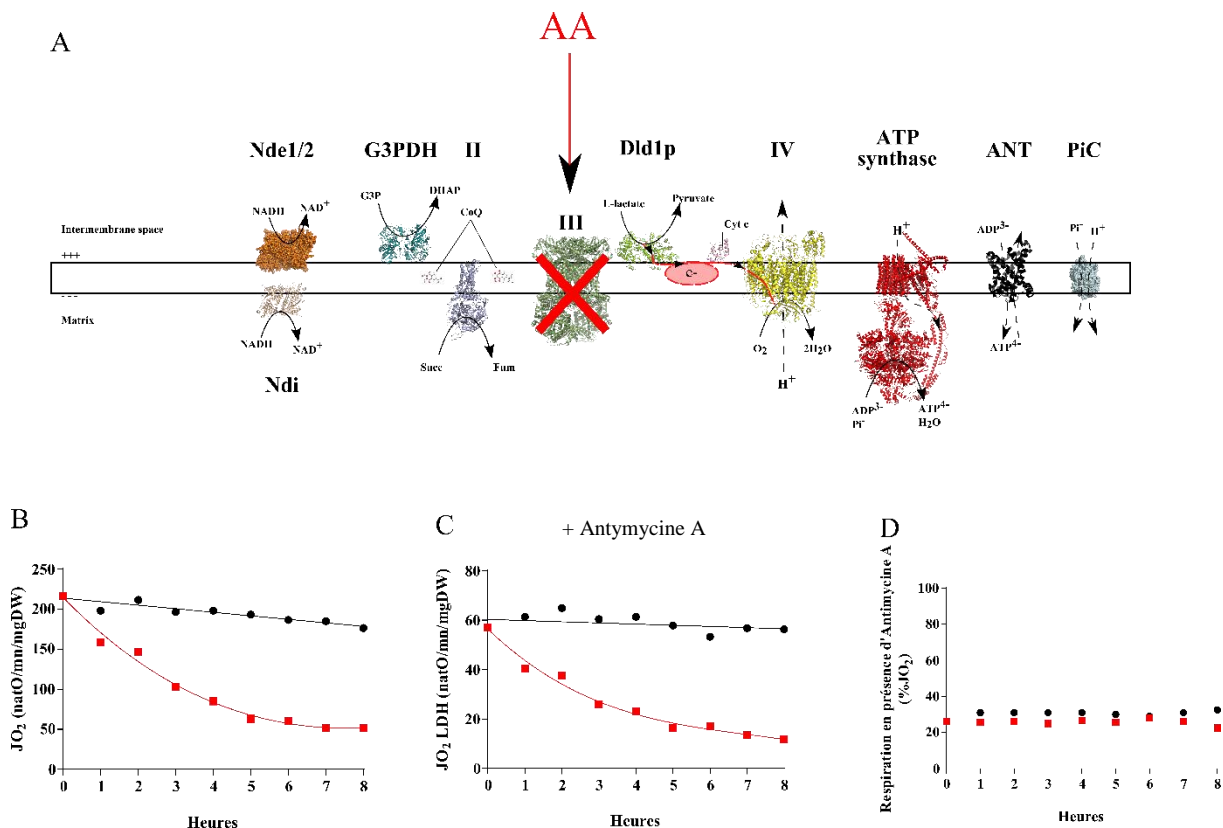 A
AA
Nde1/2
G3PDH
II
III
Dld1p
IV
ATP
synthase
ANT
PiC
Intermembrane space
+++
---
Matrix
NADH
NAD+
NADH
NAD+
Ndi
G3P
DHAP
CoQ
Succ
Fum
L-lactate
Pyruvate
Cyt c
e-
O2
2H2O
H+
H+
ADP3-
Pi-
ATP4-
H2O
ADP3-
ATP4-
Pi-
H+
B
JO2 (natO/mn/mgDW)
250
200
150
100
50
0
0 1 2 3 4 5 6 7 8
Heures
C
+ Antymycine A
JO2 LDH (natO/mn/mgDW)
80
60
40
20
0
0 1 2 3 4 5 6 7 8
Heures
D
Respiration en présence d'Antimycine A
(%JO2)
100
80
60
40
20
0
0 1 2 3 4 5 6 7 8
Heures